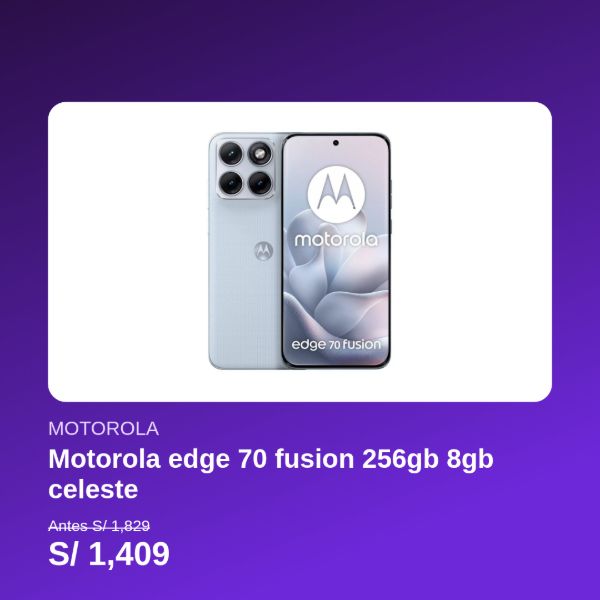 motorola
edge 70 fusion
MOTOROLA
Motorola edge 70 fusion 256gb 8gb
celeste
Antes S/ 1,829
S/ 1,409